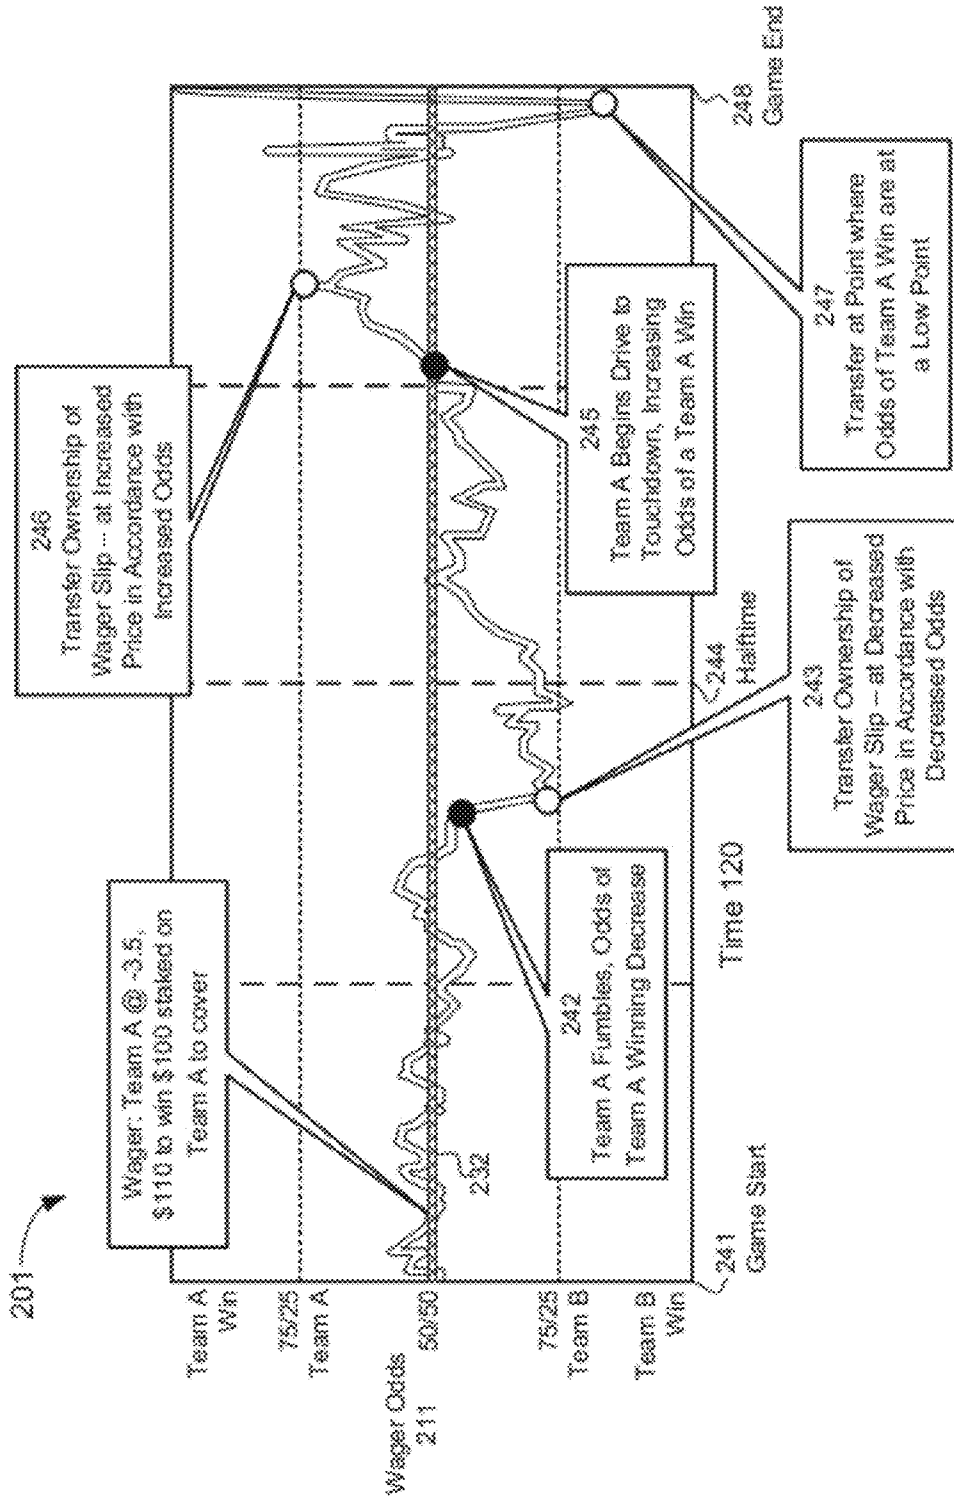 201
Wager: Team A @ -3.5,
$110 to win $100 staked on
Team A to cover
246
Transfer Ownership of
Wager Slip -- at Increased
Price in Accordance with
Increased Odds
Team A
Win
75/25
Team A
Wager Odds
211
50/50
75/25
Team B
Team B
Win
232
242
Team A Fumbles, Odds of
Team A Winning Decrease
245
Team A Begins Drive to
Touchdown, Increasing
Odds of a Team A Win
241
Game Start
Time 120
244
Halftime
248
Game End
243
Transfer Ownership of
Wager Slip -- at Decreased
Price in Accordance with
Decreased Odds
247
Transfer at Point where
Odds of Team A Win are at
a Low Point